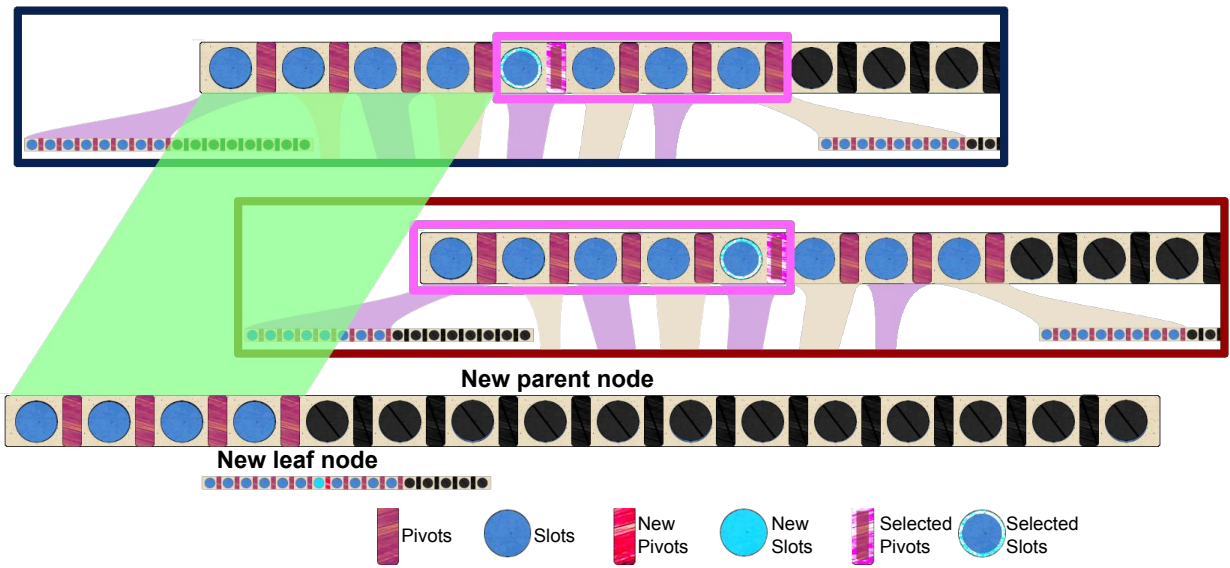 New parent node
New leaf node
Pivots
Slots
New
Pivots
New
Slots
Selected
Pivots
Selected
Slots